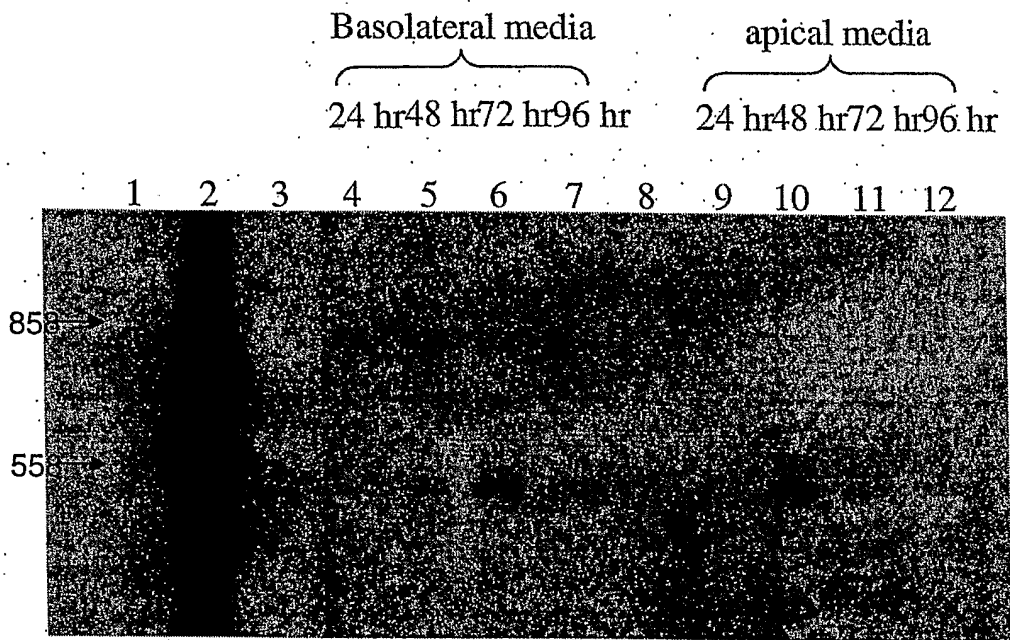 Basolateral media apical media
24 hr48 hr72 hr96 hr 24 hr48 hr72 hr96 hr
1 2 3 4 5 6 7 8 9 10 11 12
85
55